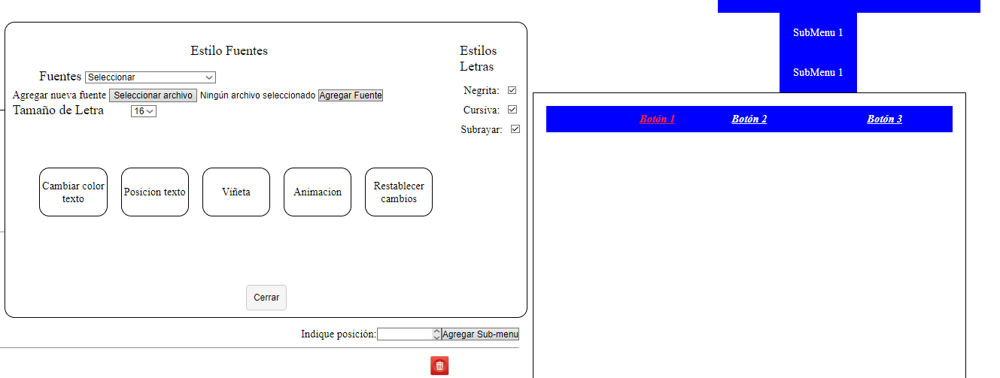 SubMenu 1
SubMenu 1
Estilo Fuentes
Estilos
Letras
Fuentes Seleccionar
Agregar nueva fuente Seleccionar archivo Ningún archivo seleccionado Agregar Fuente
Tamaño de Letra 16
Negrita:
Cursiva:
Subrayar:
Botón 1 Botón 2 Botón 3
Cambiar color
texto
Posicion texto
Viñeta
Animacion
Restablecer
cambios
Cerrar
Indique posición: Agregar Sub-menu